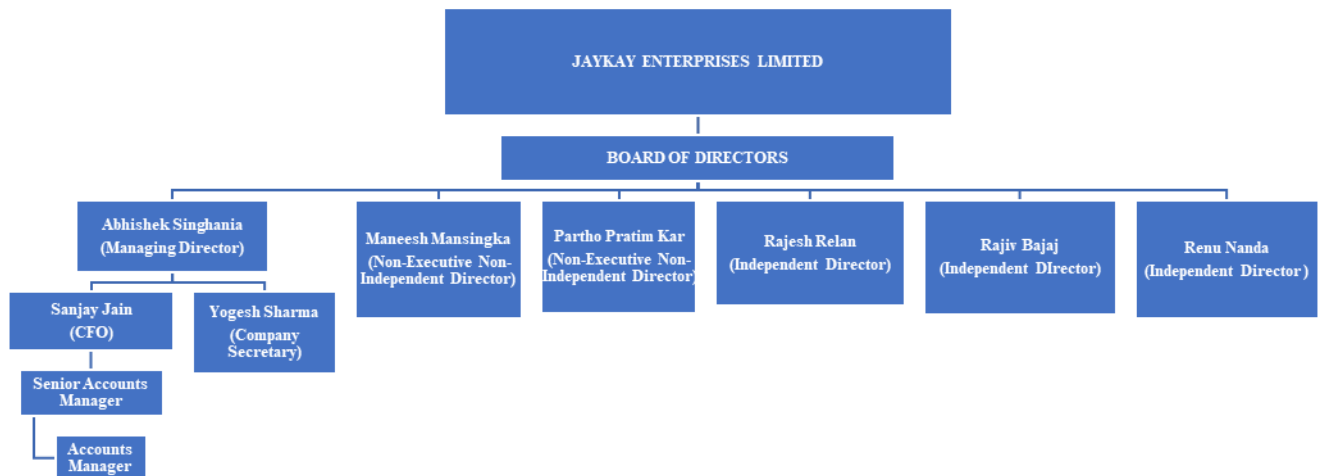 JAYKAY ENTERPRISES LIMITED
BOARD OF DIRECTORS
Abhishek Singhania
(Managing Director)
Maneesh Mansingka
(Non-Executive Non-
Independent Director)
Partho Pratim Kar
(Non-Executive Non-
Independent Director)
Rajesh Relan
(Independent Director)
Rajiv Bajaj
(Independent DIrector)
Renu Nanda
(Independent Director)
Sanjay Jain
(CFO)
Yogesh Sharma
(Company
Secretary)
Senior Accounts
Manager
Accounts
Manager